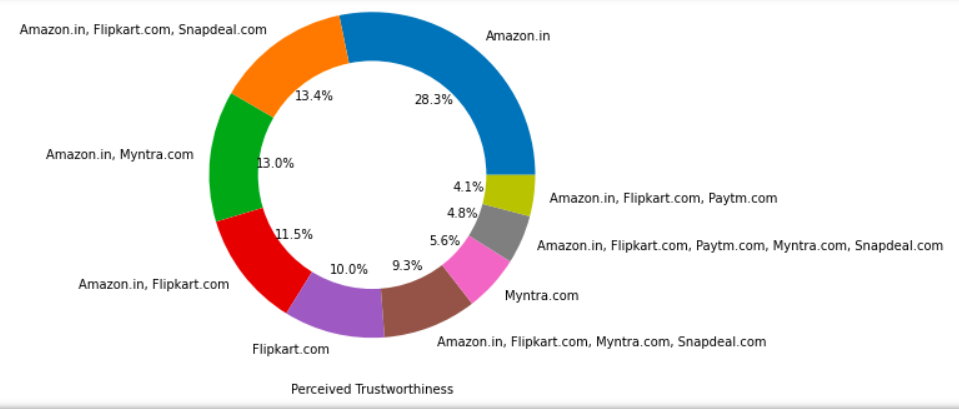 Amazon.in, Flipkart.com, Snapdeal.com
Amazon.in
13.4%
28.3%
Amazon.in, Myntra.com
13.0%
4.1%
Amazon.in, Flipkart.com, Paytm.com
4.8%
11.5%
5.6%
Amazon.in, Flipkart.com, Paytm.com, Myntra.com, Snapdeal.com
10.0%
9.3%
Amazon.in, Flipkart.com
Myntra.com
Flipkart.com
Amazon.in, Flipkart.com, Myntra.com, Snapdeal.com
Perceived Trustworthiness